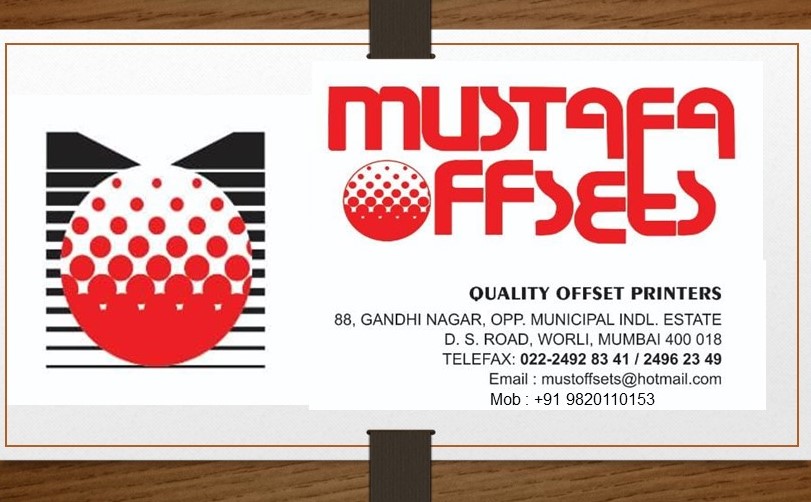 MUSTAFA
OFFSETS
QUALITY OFFSET PRINTERS
88, GANDHI NAGAR, OPP. MUNICIPAL INDL. ESTATE
D. S. ROAD, WORLI, MUMBAI 400 018
TELEFAX: 022-2492 83 41 / 2496 23 49
Email : mustoffsets@hotmail.com
Mob : +91 9820110153